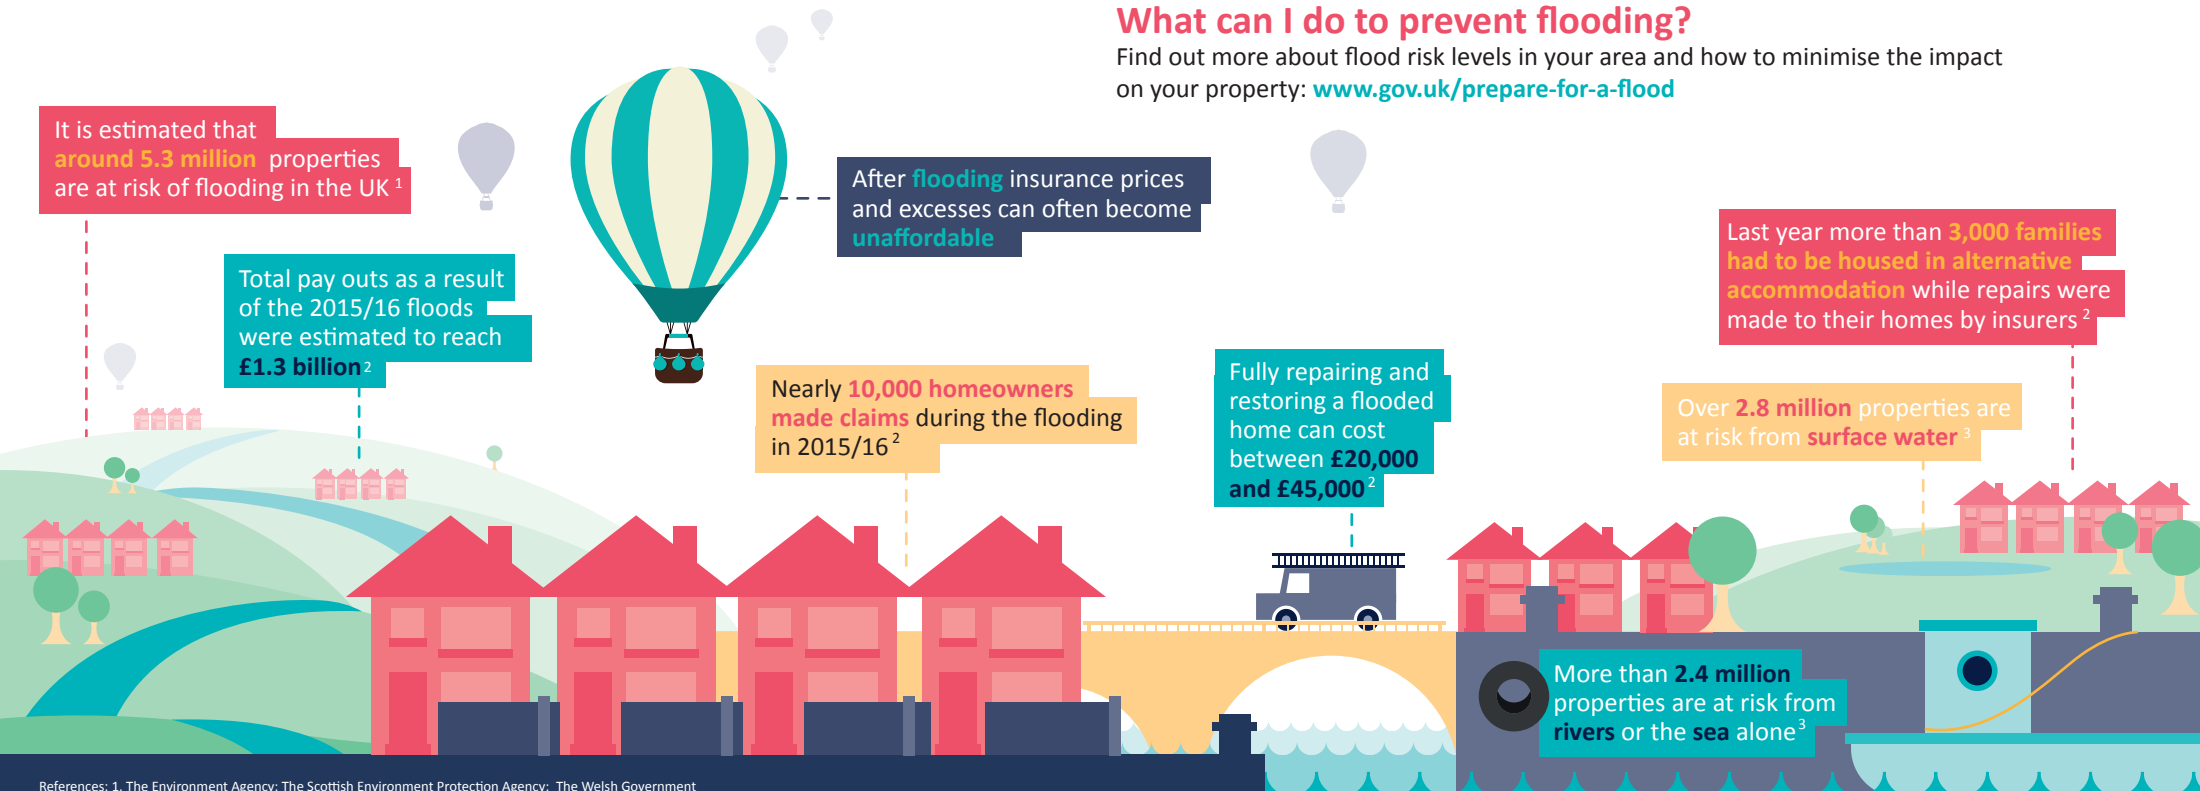 What can I do to prevent flooding?
Find out more about flood risk levels in your area and how to minimise the impact
on your property: www.gov.uk/prepare-for-a-flood
It is estimated that
around 5.3 million properties
are at risk of flooding in the UK 1
Total pay outs as a result
of the 2015/16 floods
were estimated to reach
£1.3 billion 2
After flooding insurance prices
and excesses can often become
unaffordable
Nearly 10,000 homeowners
made claims during the flooding
in 2015/16 2
Fully repairing and
restoring a flooded
home can cost
between £20,000
and £45,000 2
Last year more than 3,000 families
had to be housed in alternative
accommodation while repairs were
made to their homes by insurers 2
Over 2.8 million properties are
at risk from surface water 3
More than 2.4 million
properties are at risk from
rivers or the sea alone 3
References: 1. The Environment Agency; The Scottish Environment Protection Agency; The Welsh Government